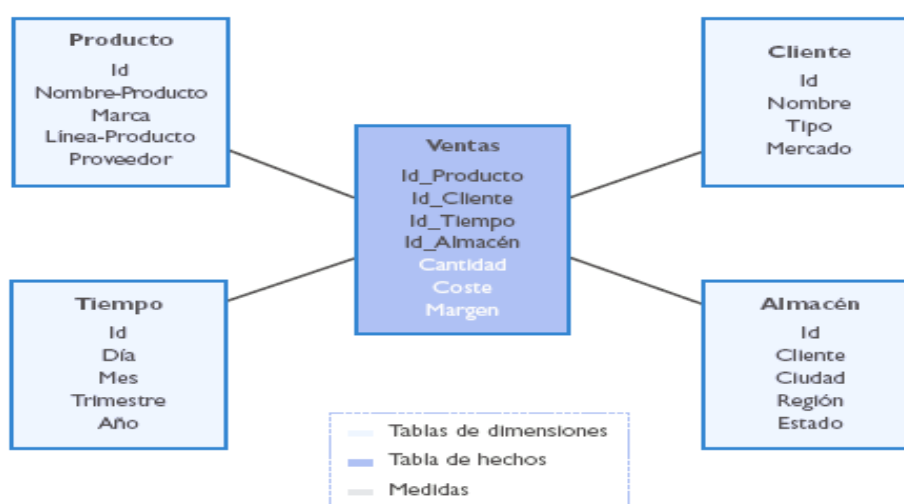 Producto
Id
Nombre-Producto
Marca
Línea-Producto
Proveedor
Cliente
Id
Nombre
Tipo
Mercado
Ventas
Id_Producto
Id_Cliente
Id_Tiempo
Id_Almacén
Cantidad
Coste
Margen
Tiempo
Id
Día
Mes
Trimestre
Año
Almacén
Id
Cliente
Ciudad
Región
Estado
Tablas de dimensiones
Tabla de hechos
Medidas